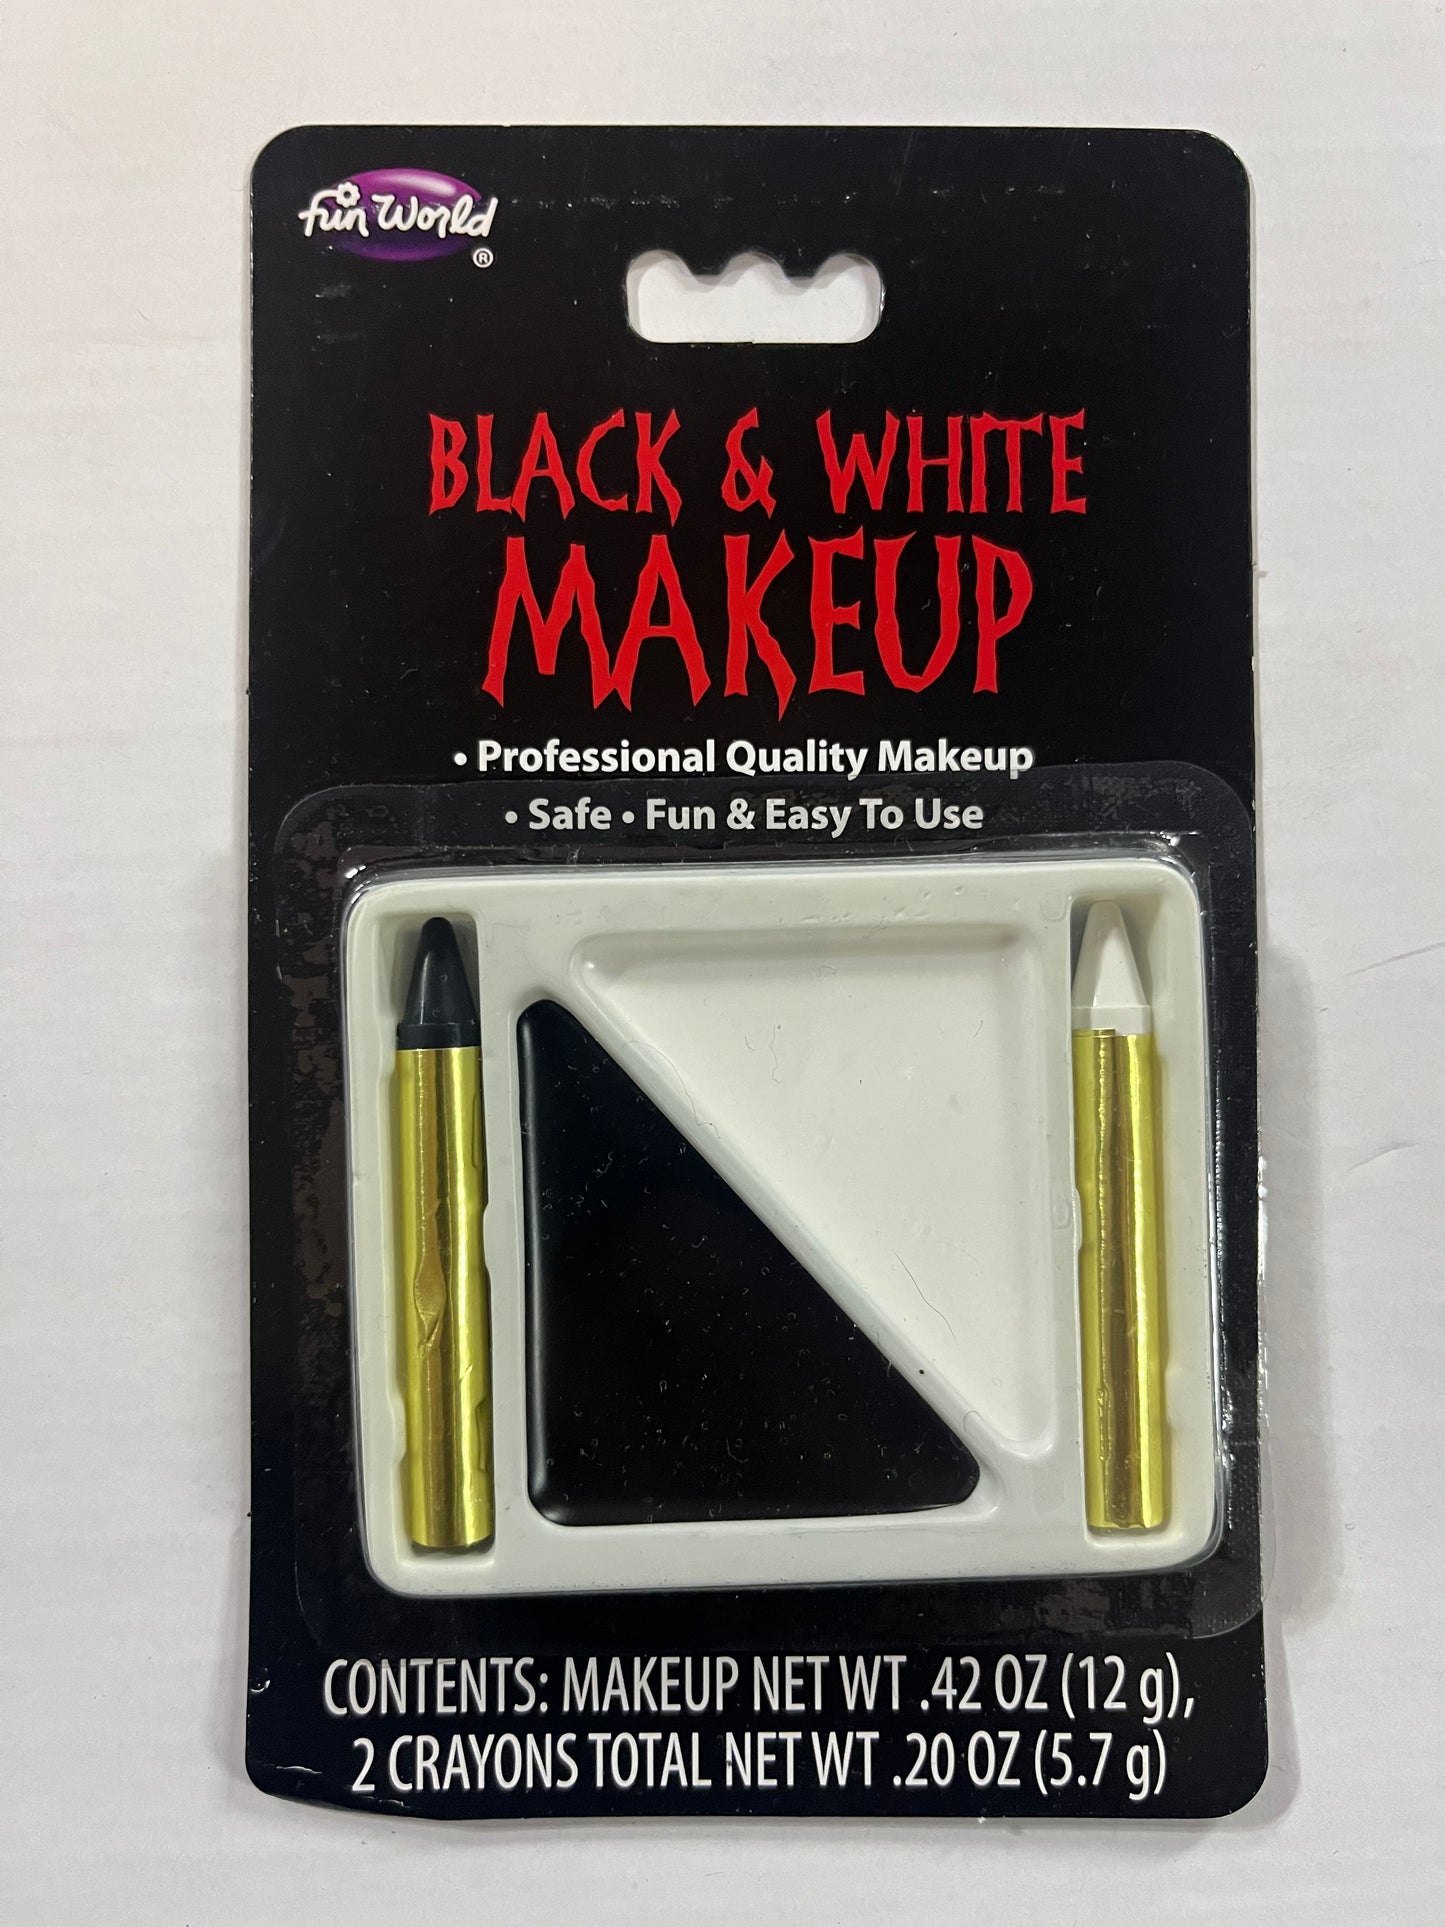 fun World
®
BLACK & WHITE
MAKEUP
• Professional Quality Makeup
• Safe • Fun & Easy To Use
CONTENTS: MAKEUP NET WT .42 OZ (12 g),
2 CRAYONS TOTAL NET WT .20 OZ (5.7 g)